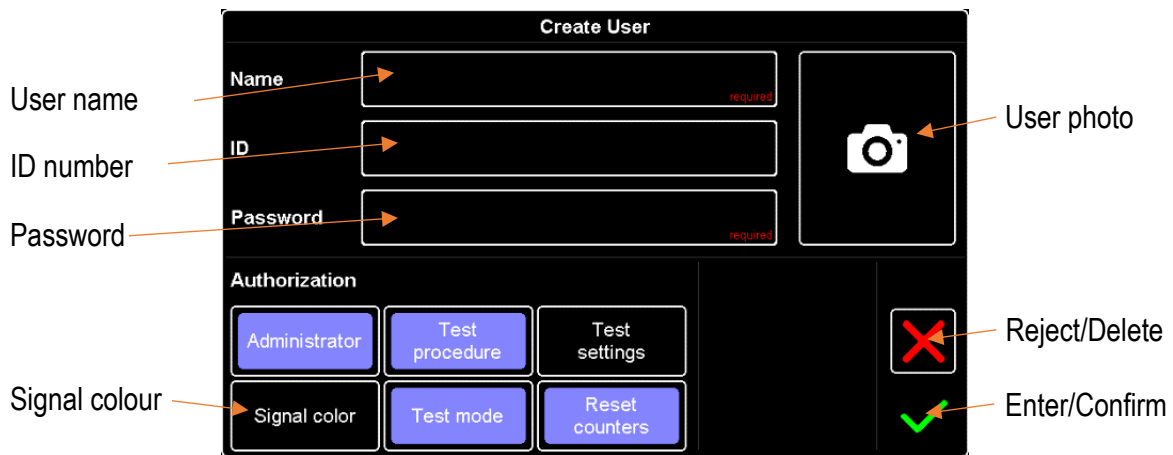 Create User
User name
Name
required
User photo
ID number
ID
Password
Password
required
Authorization
Administrator
Test
procedure
Test
settings
Reject/Delete
Signal colour
Signal color
Test mode
Reset
counters
Enter/Confirm